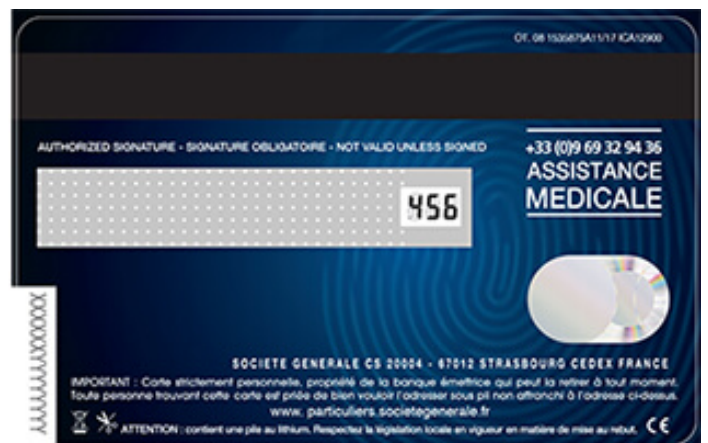 OT. 08 1535875A11/17 ICA12900
AUTHORIZED SIGNATURE - SIGNATURE OBLIGATOIRE - NOT VALID UNLESS SIGNED
+33 (0)9 69 32 94 36
ASSISTANCE
MEDICALE
456
XXXXXYYYYYYYY
SOCIETE GENERALE CS 20004 - 67012 STRASBOURG CEDEX FRANCE
IMPORTANT : Carte strictement personnelle, propriété de la banque émettrice qui peut la retirer à tout moment.
Toute personne trouvant cette carte est priée de bien vouloir l'adresser sous pli non affranchi à l'adresse ci-dessus.
www. particuliers.societegenerale.fr
ATTENTION : contient une pile au lithium. Respectez la législation locale en vigueur en matière de mise au rebut. CE